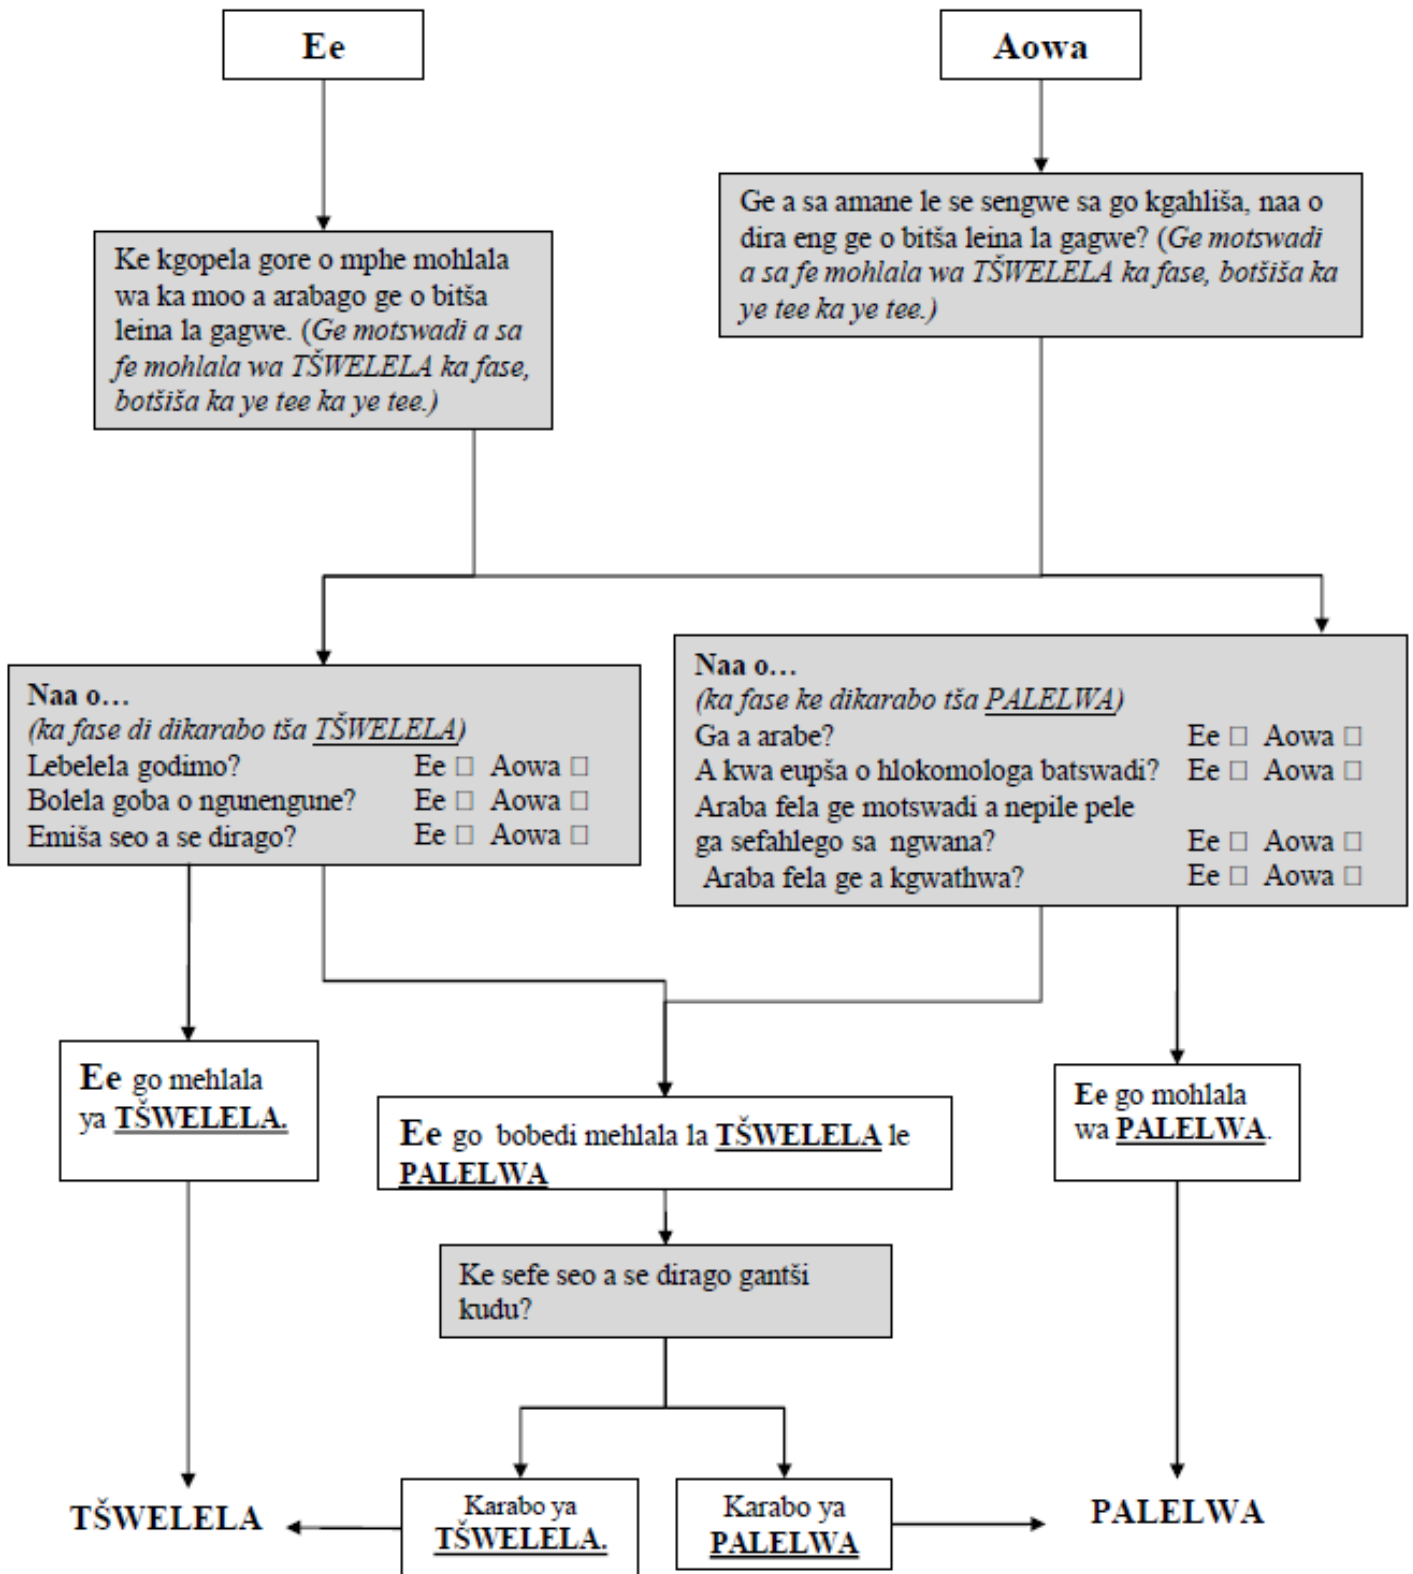 Ee
Aowa
Ge a sa amane le se sengwe sa go kgahliša, naa o
dira eng ge o bitša leina la gagwe? (Ge motswadi
a sa fe mohlala wa TŠWELELA ka fase, botšiša ka
ye tee ka ye tee.)
Ke kgopela gore o mphe mohlala
wa ka moo a arabago ge o bitša
leina la gagwe. (Ge motswadi a sa
fe mohlala wa TŠWELELA ka fase,
botšiša ka ye tee ka ye tee.)
Naa o…
(ka fase di dikarabo tša TŠWELELA)
Lebelela godimo? Ee □ Aowa □
Bolela goba o ngunengune? Ee □ Aowa □
Emiša seo a se dirago? Ee □ Aowa □
Naa o…
(ka fase ke dikarabo tša PALELWA)
Ga a arabe? Ee □ Aowa □
A kwa eupša o hlokomologa batswadi? Ee □ Aowa □
Araba fela ge motswadi a nepile pele
ga sefahlego sa ngwana? Ee □ Aowa □
Araba fela ge a kgwathwa? Ee □ Aowa □
Ee go mehlala
ya TŠWELELA.
Ee go bobedi mehlala la TŠWELELA le
PALELWA
Ee go mohlala
wa PALELWA.
Ke sefe seo a se dirago gantši
kudu?
TŠWELELA
Karabo ya
TŠWELELA.
Karabo ya
PALELWA
PALELWA